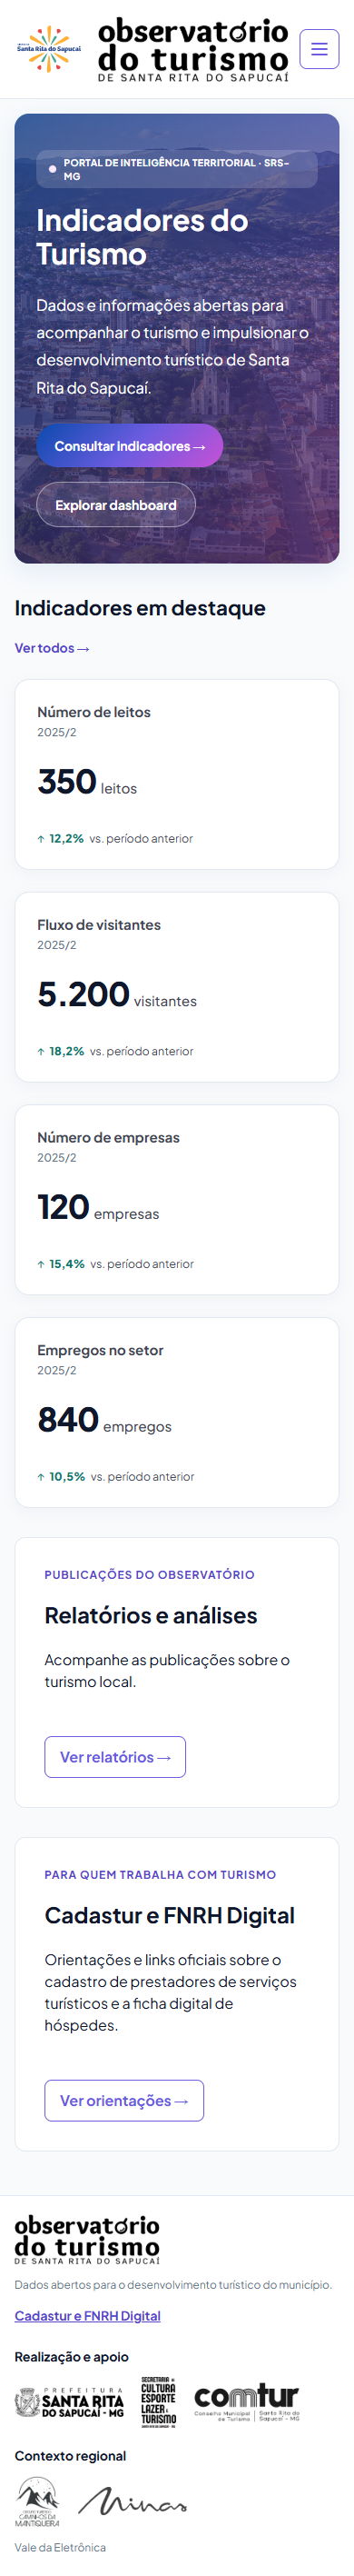 Santa Rita do Sapucaí
observatório
do turismo
DE SANTA RITA DO SAPUCAÍ
PORTAL DE INTELIGÊNCIA TERRITORIAL · SRS-
MG
Indicadores do
Turismo
Dados e informações abertas para
acompanhar o turismo e impulsionar o
desenvolvimento turístico de Santa
Rita do Sapucaí.
Consultar indicadores →
Explorar dashboard
Indicadores em destaque
Ver todos →
Número de leitos
2025/2
350 leitos
↑ 12,2% vs. período anterior
Fluxo de visitantes
2025/2
5.200 visitantes
↑ 18,2% vs. período anterior
Número de empresas
2025/2
120 empresas
↑ 15,4% vs. período anterior
Empregos no setor
2025/2
840 empregos
↑ 10,5% vs. período anterior
PUBLICAÇÕES DO OBSERVATÓRIO
Relatórios e análises
Acompanhe as publicações sobre o
turismo local.
Ver relatórios →
PARA QUEM TRABALHA COM TURISMO
Cadastur e FNRH Digital
Orientações e links oficiais sobre o
cadastro de prestadores de serviços
turísticos e a ficha digital de
hóspedes.
Ver orientações →
observatório
do turismo
DE SANTA RITA DO SAPUCAÍ
Dados abertos para o desenvolvimento turístico do município.
Cadastur e FNRH Digital
Realização e apoio
PREFEITURA
SANTA RITA
DO SAPUCAÍ - MG
SECRETARIA DE
CULTURA
ESPORTE
LAZER E
TURISMO
comtur
Conselho Municipal de Turismo
Santa Rita do Sapucaí - MG
Contexto regional
CAMINHOS DA
MANTIQUEIRA
Minas
Vale da Eletrônica